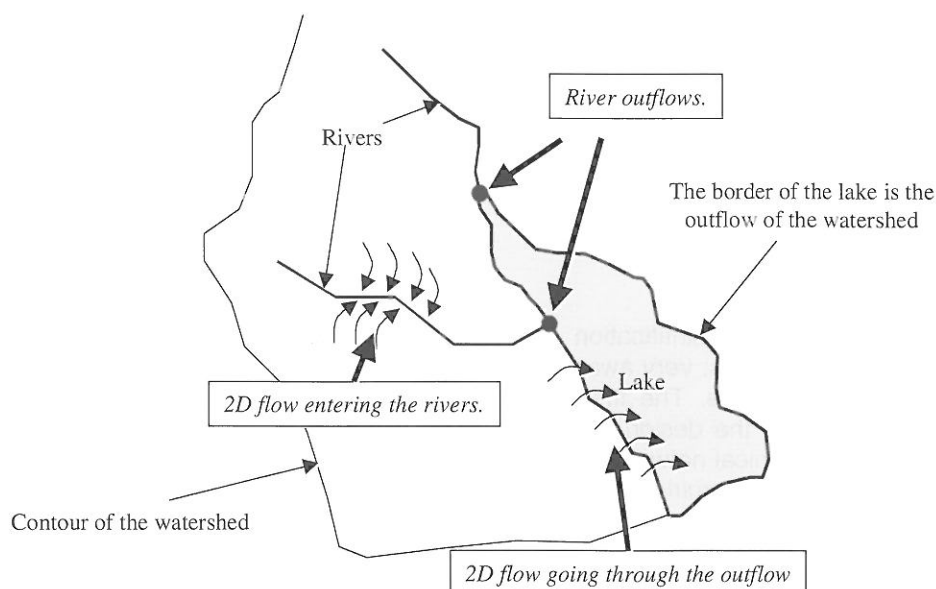 River outflows.
Rivers
The border of the lake is the
outflow of the watershed
Lake
2D flow entering the rivers.
Contour of the watershed
2D flow going through the outflow